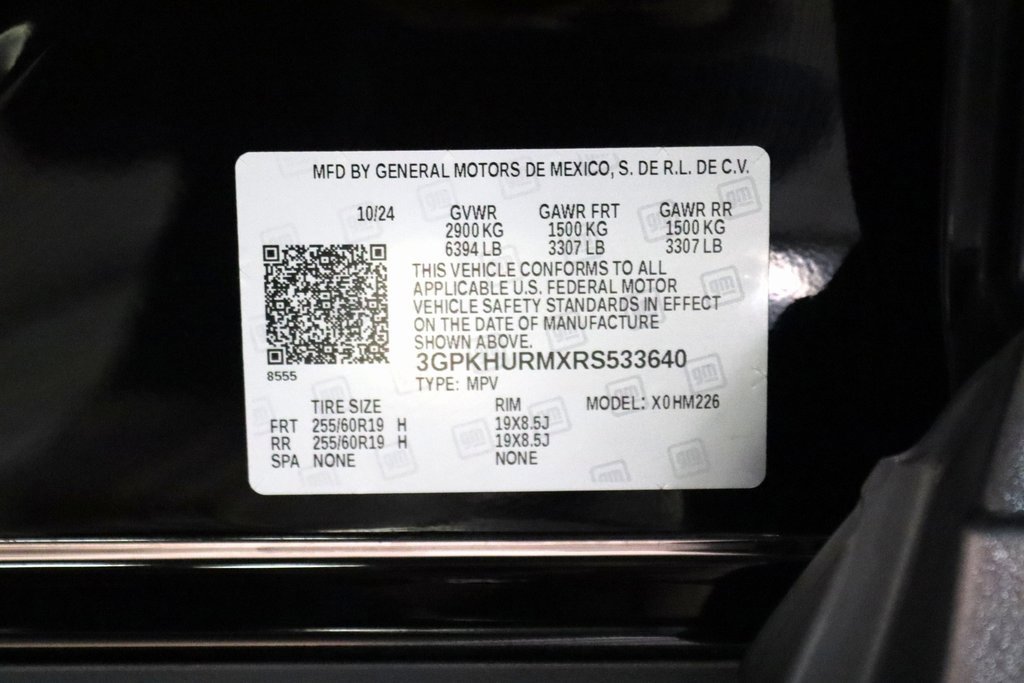 MFD BY GENERAL MOTORS DE MEXICO, S. DE R.L. DE C.V.
10/24 GVWR GAWR FRT GAWR RR
2900 KG 1500 KG 1500 KG
6394 LB 3307 LB 3307 LB
THIS VEHICLE CONFORMS TO ALL
APPLICABLE U.S. FEDERAL MOTOR
VEHICLE SAFETY STANDARDS IN EFFECT
ON THE DATE OF MANUFACTURE
SHOWN ABOVE.
3GPKHURMXRS533640
8555
TYPE: MPV
TIRE SIZE RIM MODEL: X0HM226
FRT 255/60R19 H 19X8.5J
RR 255/60R19 H 19X8.5J
SPA NONE NONE